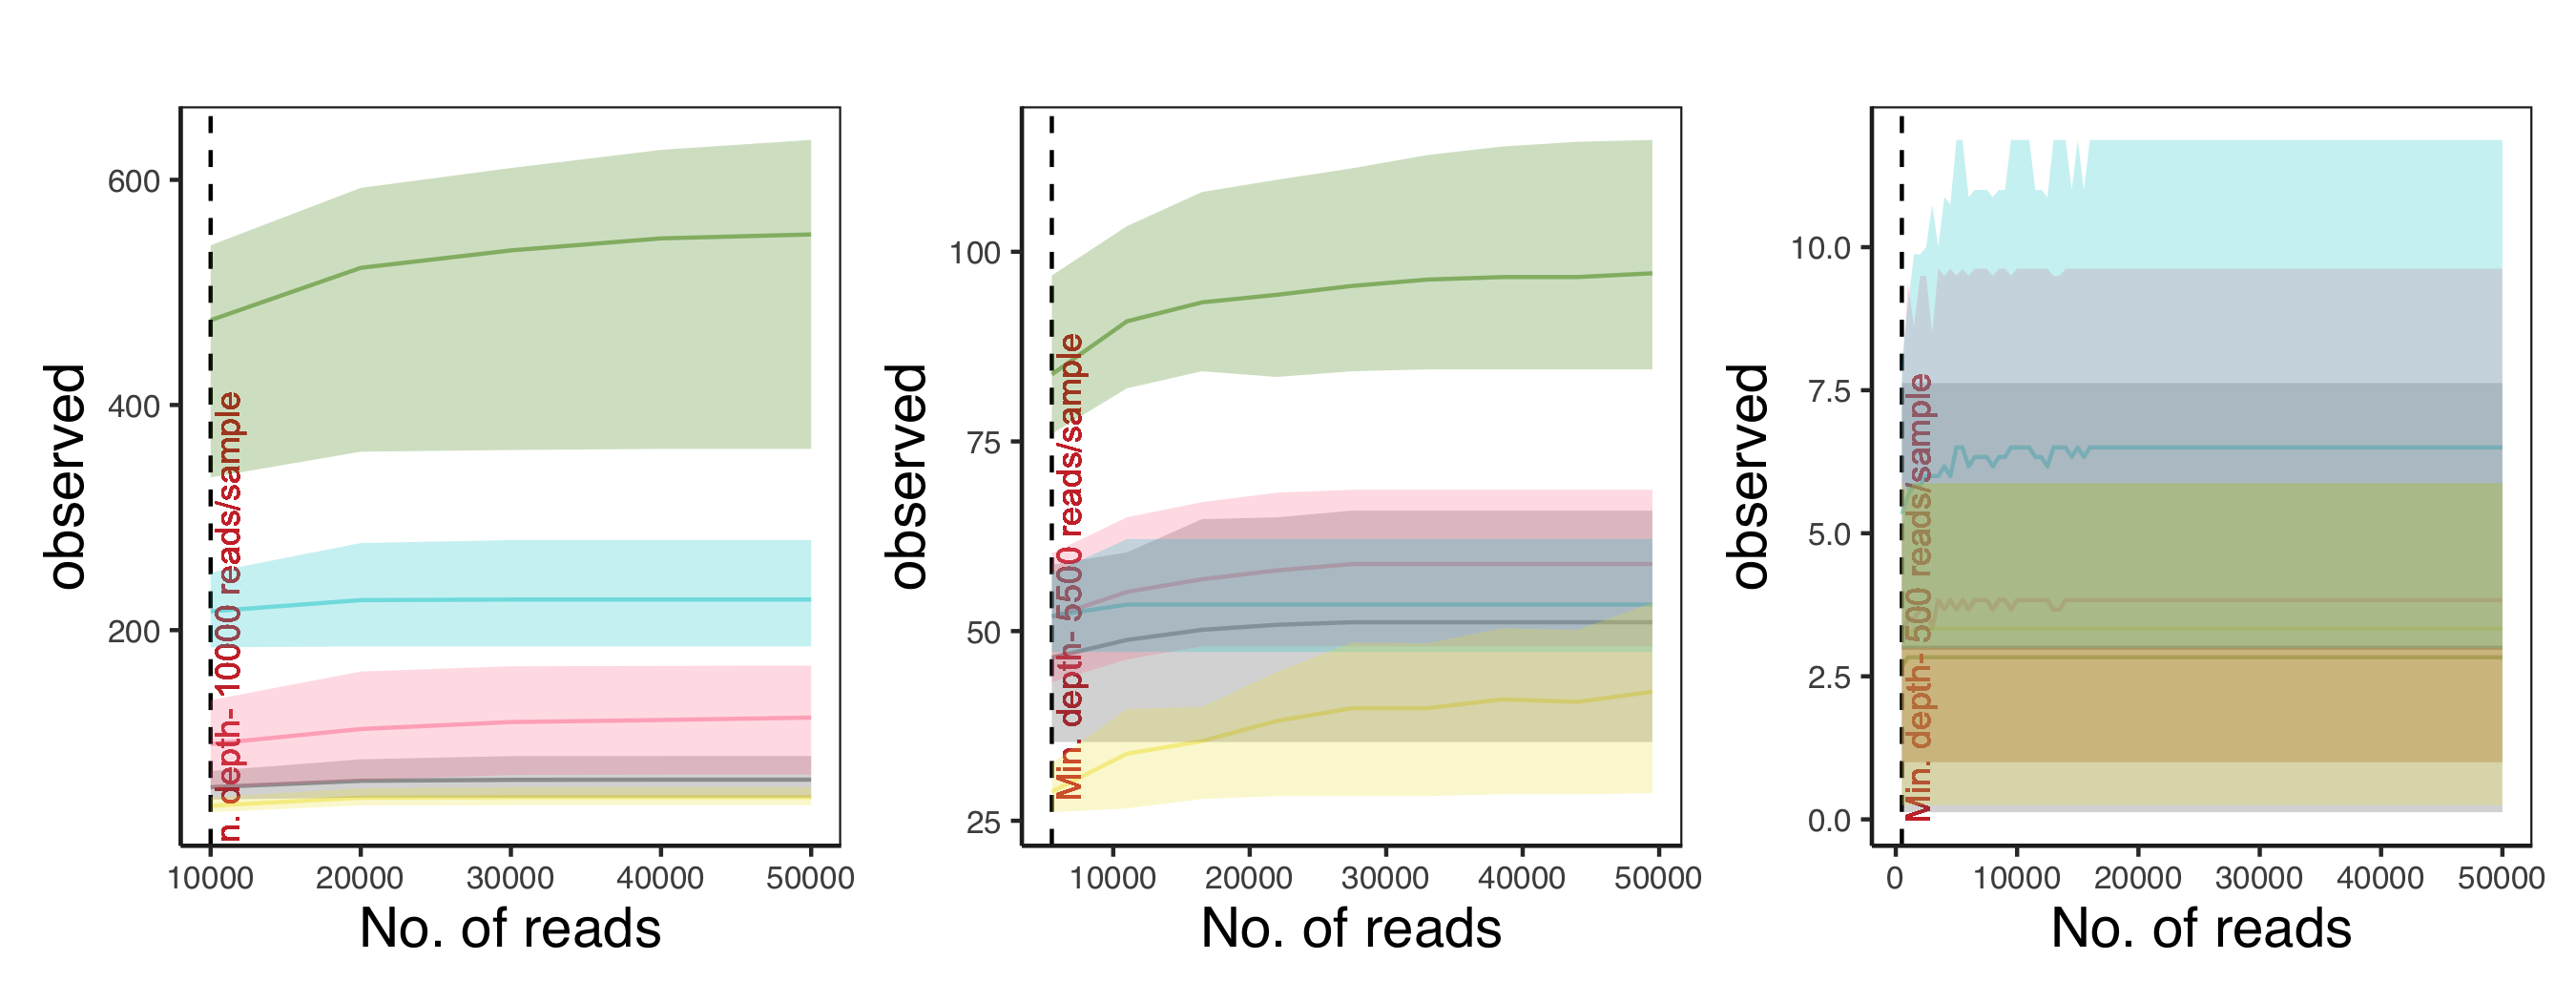 observed
600
400
200
n. depth- 10000 reads/sample
10000 20000 30000 40000 50000
No. of reads
observed
100
75
50
25
Min. depth- 5500 reads/sample
10000 20000 30000 40000 50000
No. of reads
observed
10.0
7.5
5.0
2.5
0.0
Min. depth- 500 reads/sample
0 10000 20000 30000 40000 50000
No. of reads